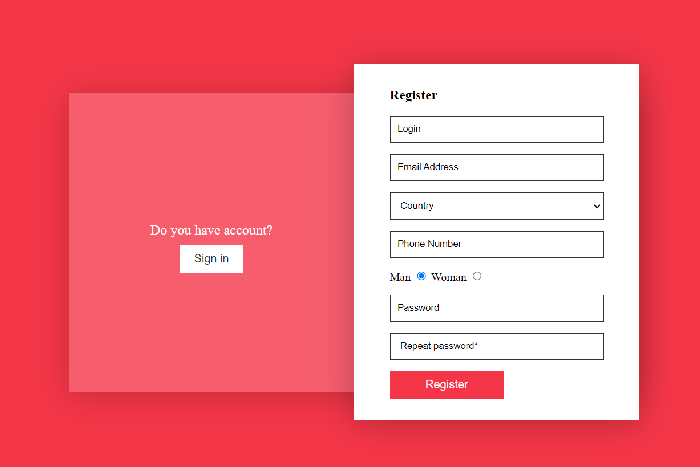 Do you have account?
Sign in
Register
Login
Email Address
Country
Phone Number
Man Woman
Password
Repeat password*
Register